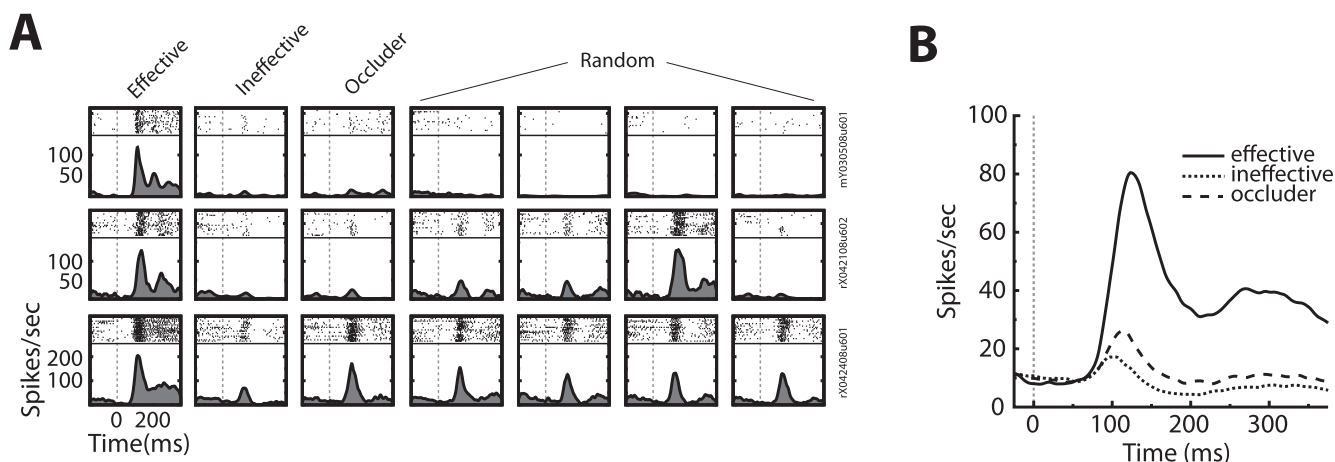 A
Effective
Ineffective
Occluder
Random
100
50
mY030508u601
100
50
rX042108u602
200
100
rX042408u601
Spikes/sec
0 200
Time(ms)
B
100
80
60
40
20
0
Spikes/sec
effective
ineffective
occluder
0 100 200 300
Time (ms)